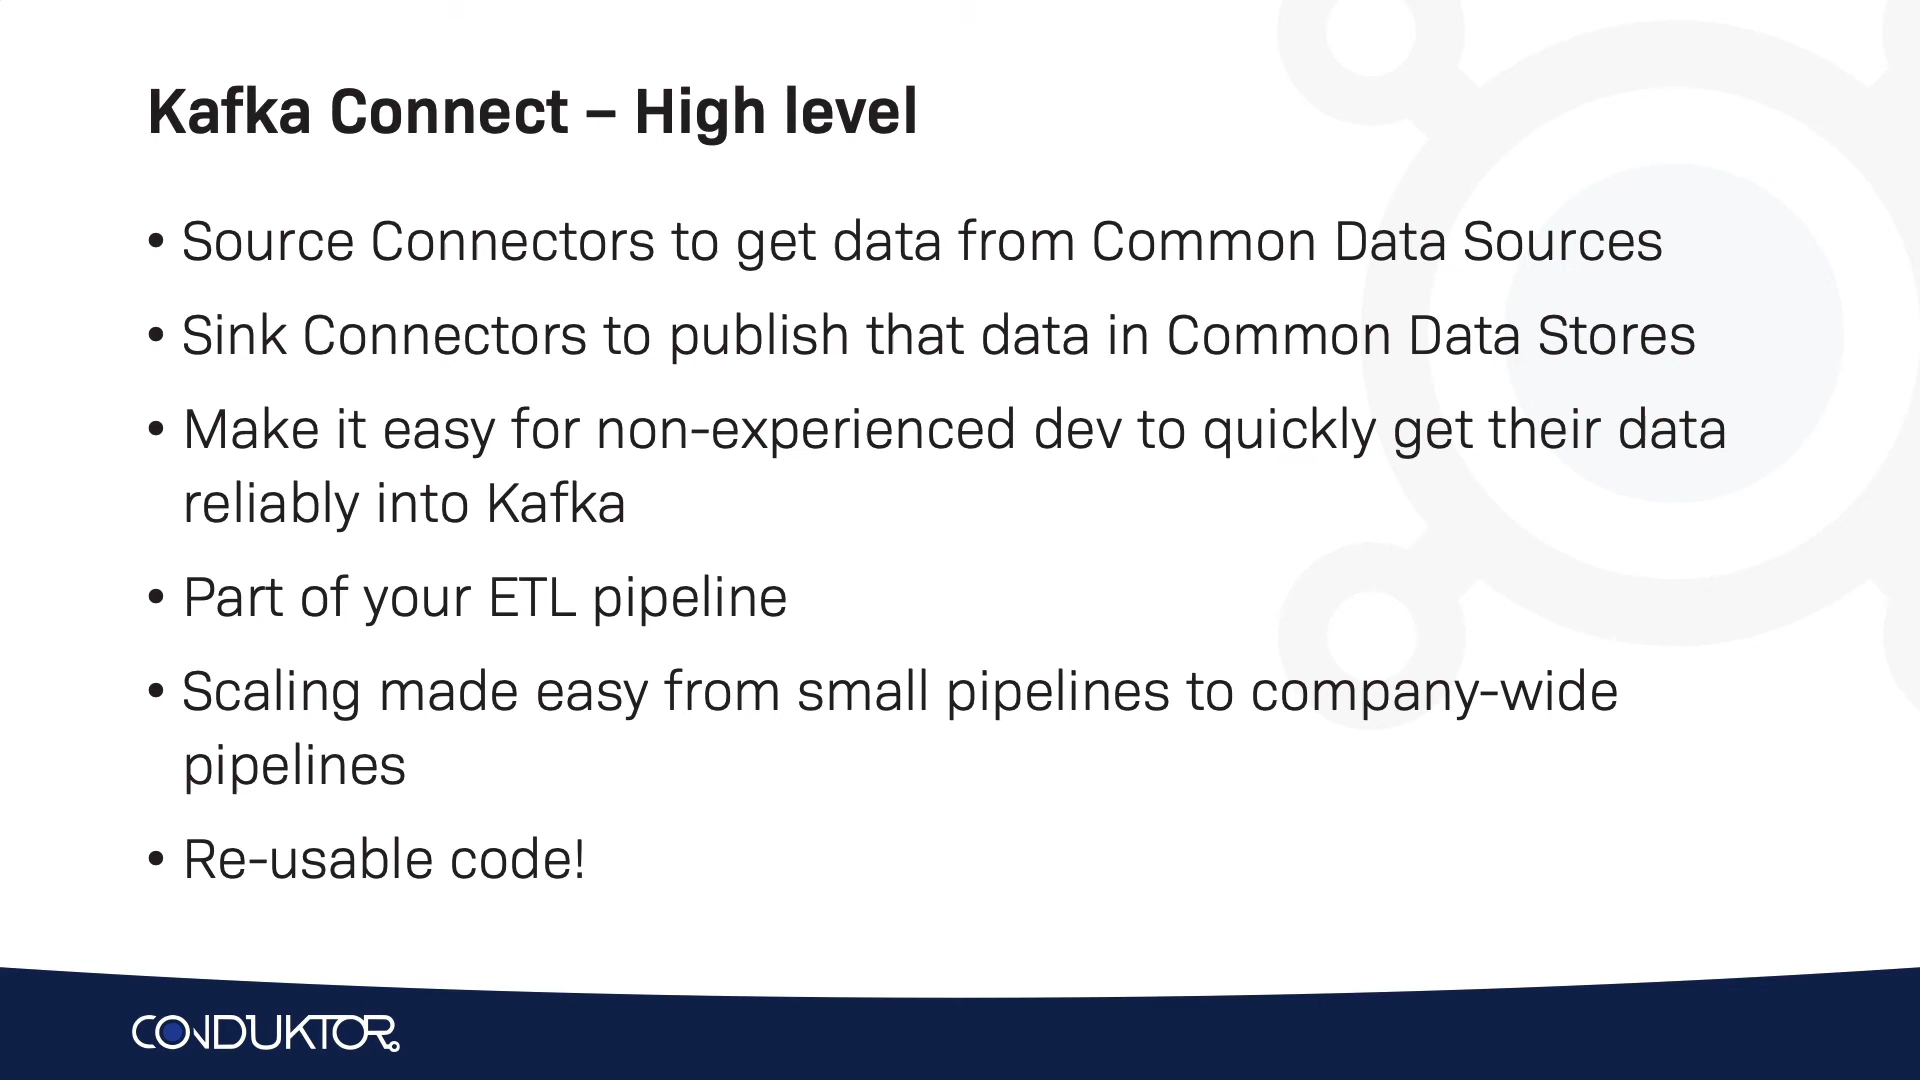 Kafka Connect – High level
• Source Connectors to get data from Common Data Sources
• Sink Connectors to publish that data in Common Data Stores
• Make it easy for non-experienced dev to quickly get their data
reliably into Kafka
• Part of your ETL pipeline
• Scaling made easy from small pipelines to company-wide
pipelines
• Re-usable code!
CONDUKTOR